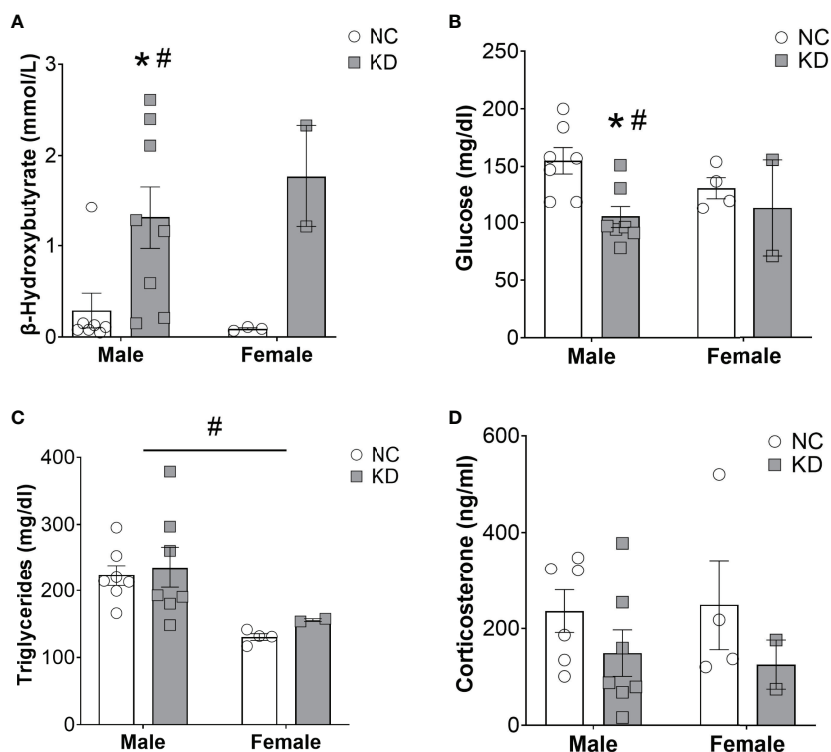 A
NC
KD
β-Hydroxybutyrate (mmol/L)
3
2
1
0
* #
Male
Female
B
NC
KD
Glucose (mg/dl)
250
200
150
100
50
0
* #
Male
Female
C
NC
KD
Triglycerides (mg/dl)
400
300
200
100
0
#
Male
Female
D
NC
KD
Corticosterone (ng/ml)
600
400
200
0
Male
Female